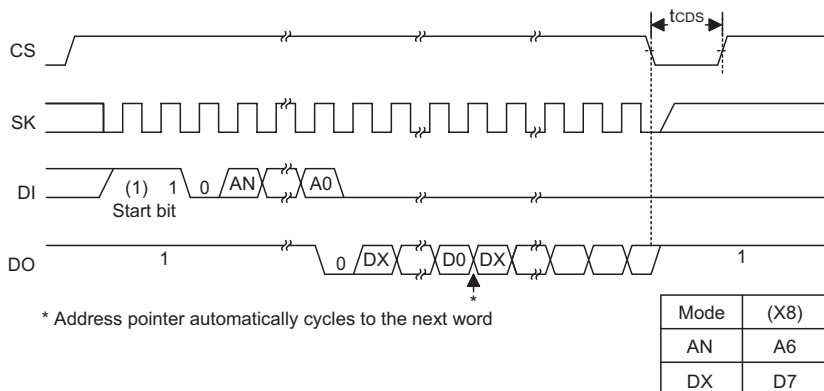 tCDS
CS
SK
DI
(1) 1 0 AN A0
Start bit
DO
1 0 DX D0 DX 1
*
* Address pointer automatically cycles to the next word
Mode (X8)
AN A6
DX D7